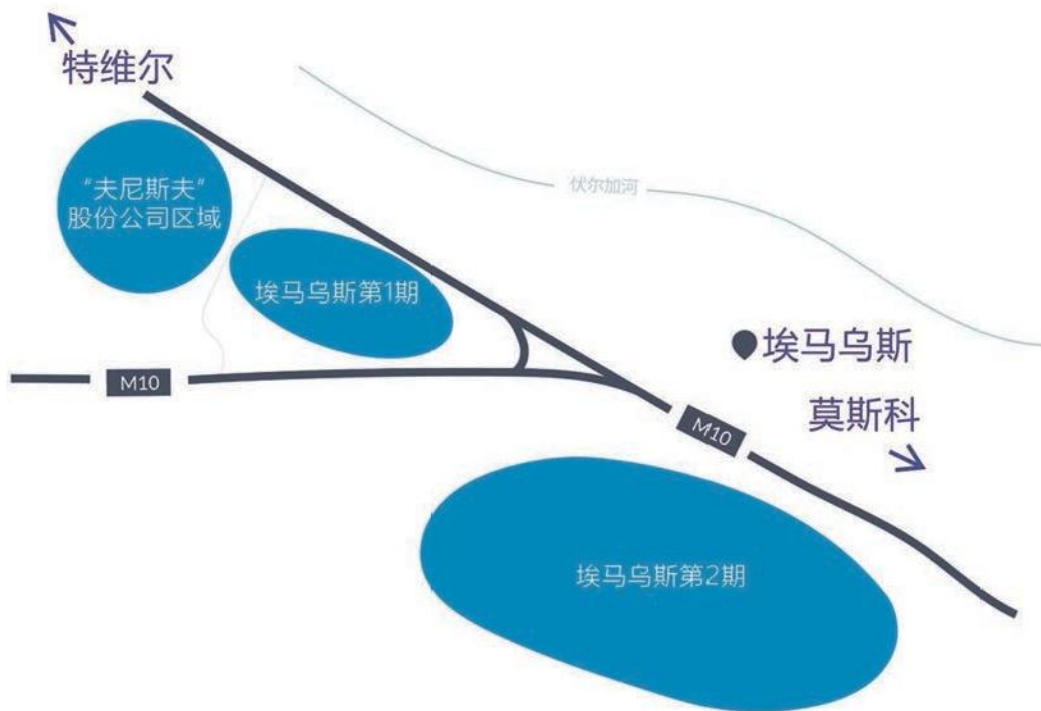 特维尔
“夫尼斯夫”
股份公司区域
伏尔加河
埃马乌斯第1期
埃马乌斯
M10
莫斯科
M10
埃马乌斯第2期